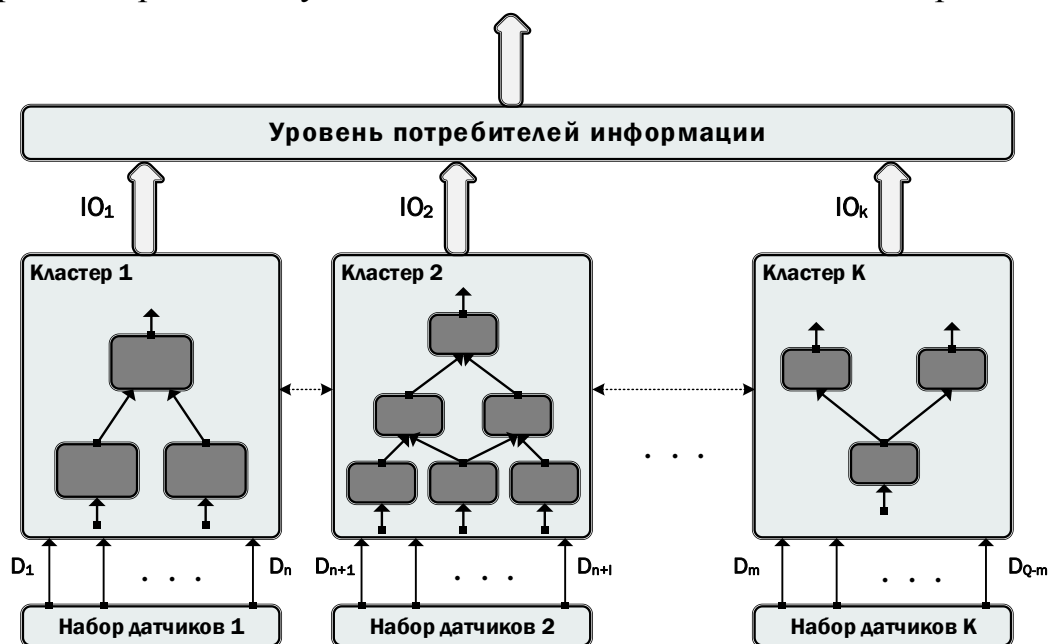 Уровень потребителей информации
IO₁
IO₂
IOₖ
Кластер 1
Кластер 2
Кластер K
. . .
D₁
. . .
Dₙ
Dₙ₊₁
. . .
Dₙ₊ₗ
Dₘ
. . .
D_Q-m
Набор датчиков 1
Набор датчиков 2
Набор датчиков K